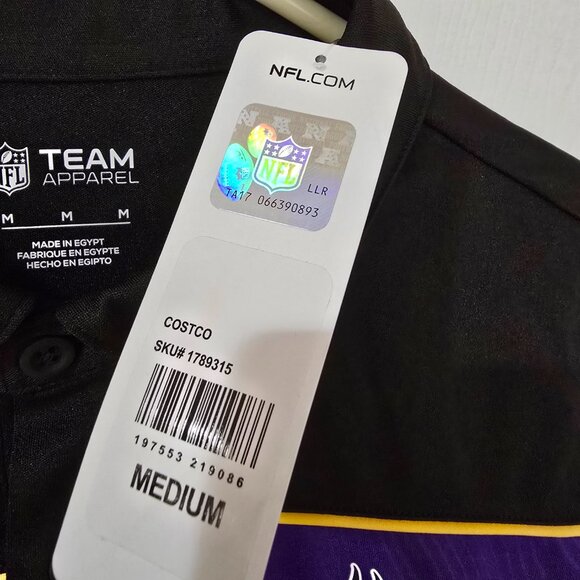 NFL.COM
NFL
LLR
TA17 066390893
NFL
TEAM
APPAREL
M M M
MADE IN EGYPT
FABRIQUE EN EGYPTE
HECHO EN EGIPTO
COSTCO
SKU# 1789315
197553 219086
MEDIUM